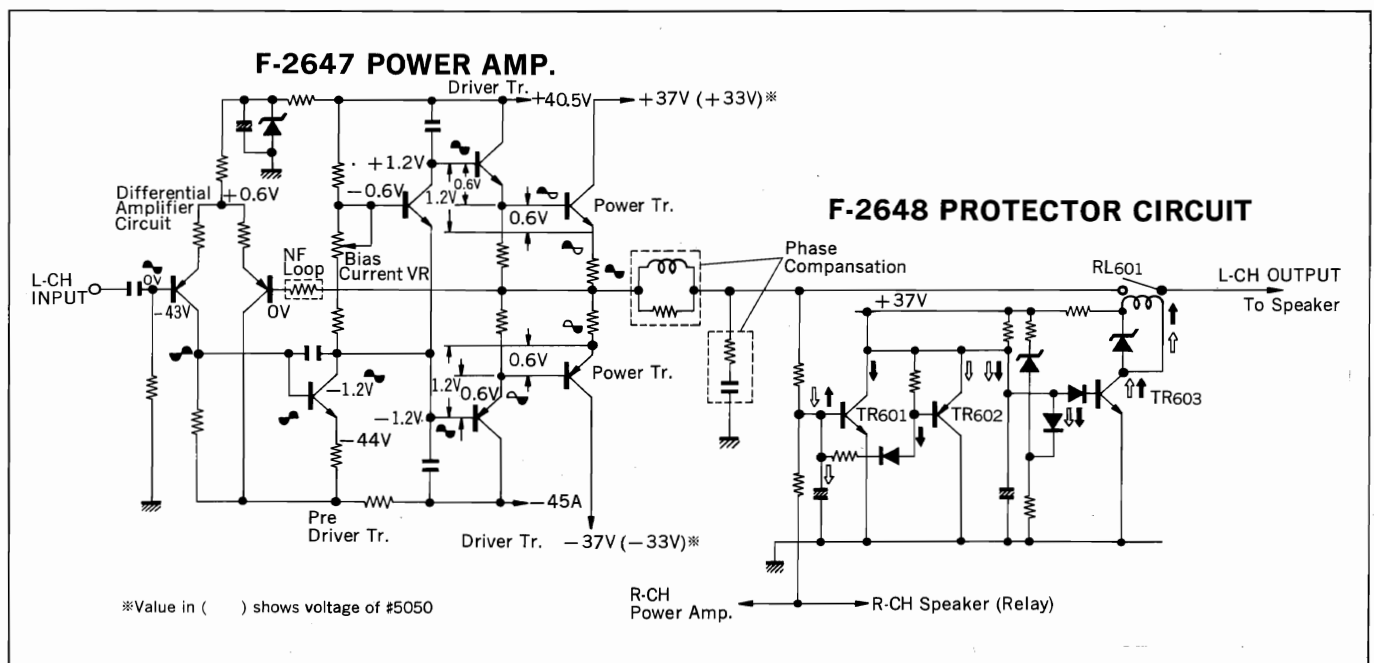 F-2647 POWER AMP.
Driver Tr.
+40.5V
+37V (+33V)※
+1.2V
-0.6V
0.6V
1.2V
Differential
Amplifier
Circuit
+0.6V
0.6V
Power Tr.
F-2648 PROTECTOR CIRCUIT
NF
Loop
Bias
Current VR
Phase
Compansation
RL601
L-CH OUTPUT
To Speaker
L-CH
INPUT
0V
-43V
0V
+37V
0.6V
1.2V
0.6V
Power Tr.
-1.2V
-1.2V
-44V
TR601
TR602
TR603
-45A
Pre
Driver Tr.
Driver Tr.
-37V (-33V)※
※Value in ( ) shows voltage of #5050
R-CH
Power Amp.
R-CH Speaker (Relay)